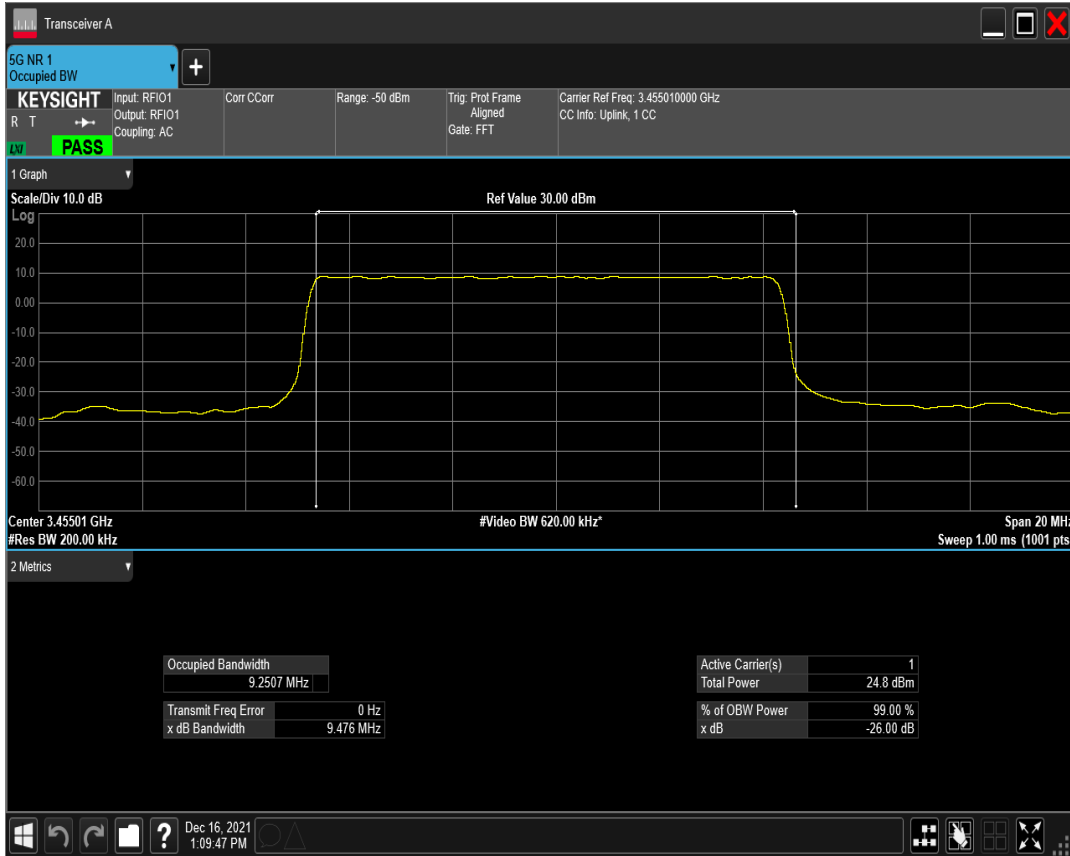 Transceiver A
5G NR 1
Occupied BW
KEYSIGHT
R T
LXI
PASS
Input: RFIO1
Output: RFIO1
Coupling: AC
Corr CCorr
Range: -50 dBm
Trig: Prot Frame
Aligned
Gate: FFT
Carrier Ref Freq: 3.455010000 GHz
CC Info: Uplink, 1 CC
1 Graph
Scale/Div 10.0 dB
Ref Value 30.00 dBm
Log
20.0
10.0
0.00
-10.0
-20.0
-30.0
-40.0
-50.0
-60.0
Center 3.45501 GHz
#Video BW 620.00 kHz*
Span 20 MHz
#Res BW 200.00 kHz
Sweep 1.00 ms (1001 pts
2 Metrics
Occupied Bandwidth
9.2507 MHz
Transmit Freq Error 0 Hz
x dB Bandwidth 9.476 MHz
Active Carrier(s) 1
Total Power 24.8 dBm
% of OBW Power 99.00 %
x dB -26.00 dB
?
Dec 16, 2021
1:09:47 PM